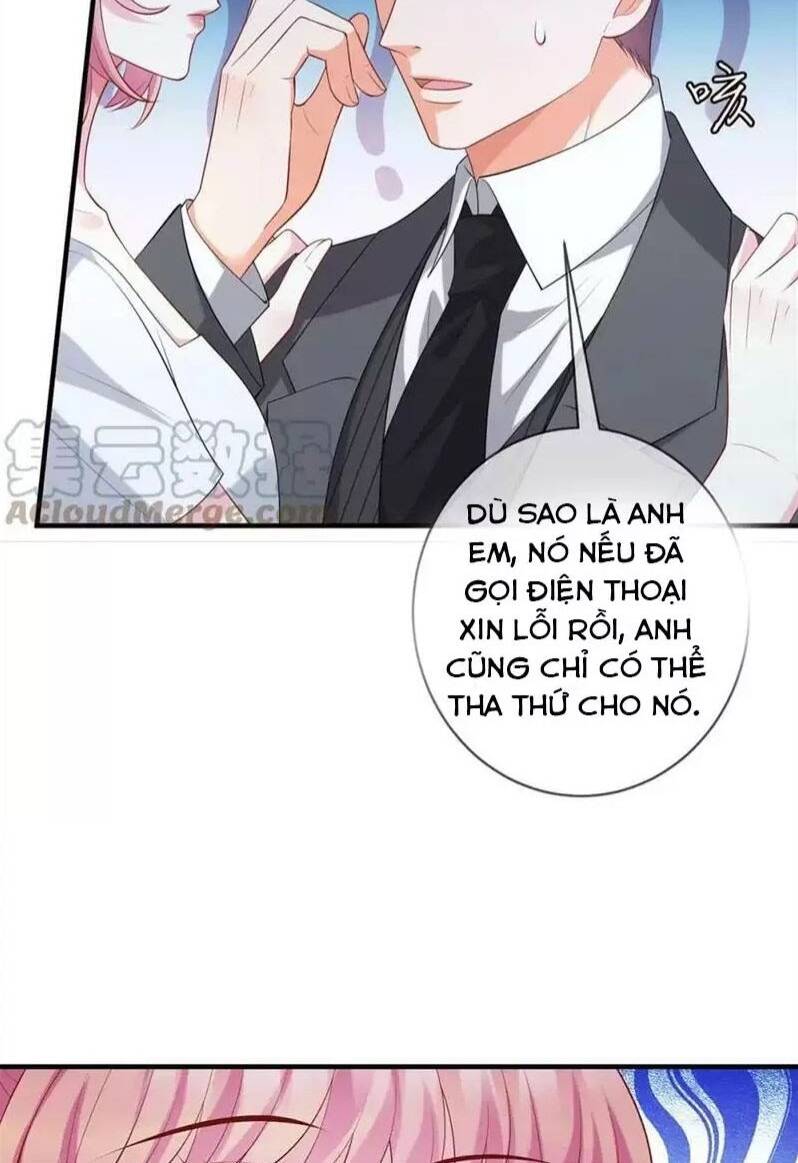 咳
集云数据
ACloudMerge.com
DÙ SAO LÀ ANH
EM, NÓ NẾU ĐÃ
GỌI ĐIỆN THOẠI
XIN LỖI RỒI, ANH
CŨNG CHỈ CÓ THỂ
THA THỨ CHO NÓ.